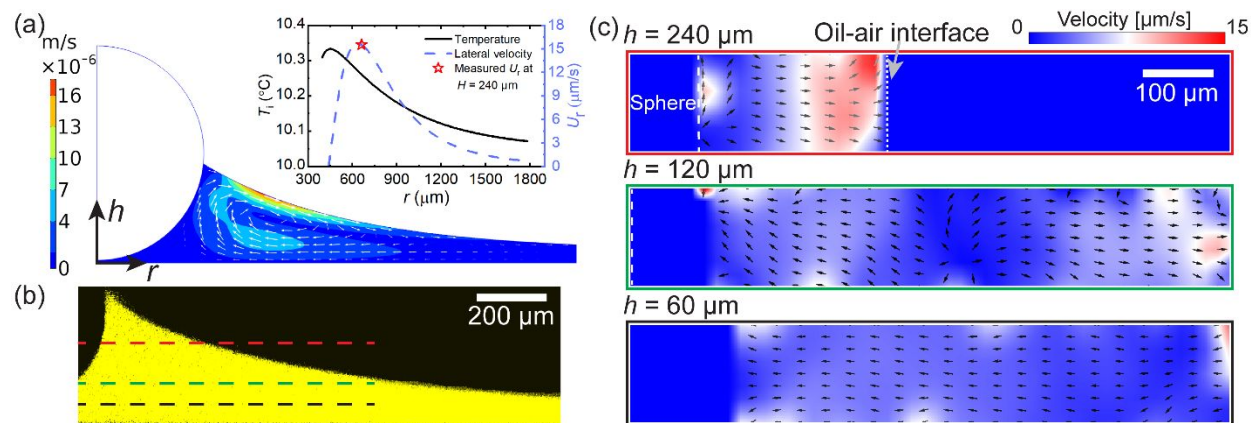 (a)
m/s
×10⁻⁶
16
13
10
7
4
0
h
r
10.4
10.3
10.2
10.1
10.0
Tᵢ (°C)
Temperature
Lateral velocity
Measured Uᵣ at
H = 240 μm
18
15
12
9
6
3
0
Uᵣ (μm/s)
300 600 900 1200 1500 1800
r (μm)
(b)
200 μm
(c)
h = 240 μm
Oil-air interface
Velocity [μm/s]
0
15
Sphere
100 μm
h = 120 μm
h = 60 μm